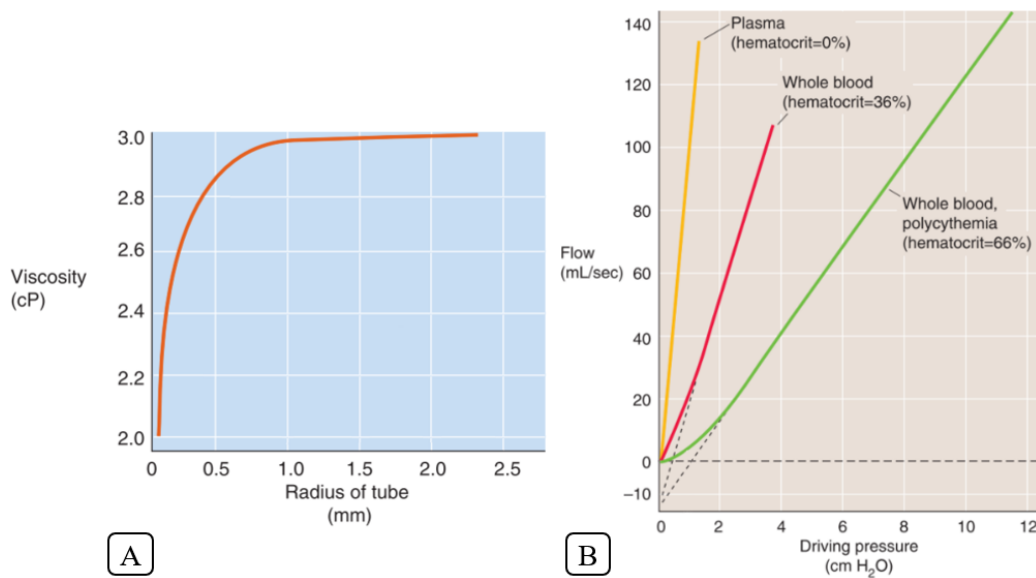 3.0
2.8
2.6
2.4
2.2
2.0
Viscosity
(cP)
0
0.5
1.0
1.5
2.0
2.5
Radius of tube
(mm)
A
140
120
100
80
60
40
20
0
−10
Flow
(mL/sec)
Plasma
(hematocrit=0%)
Whole blood
(hematocrit=36%)
Whole blood,
polycythemia
(hematocrit=66%)
0
2
4
6
8
10
12
Driving pressure
(cm H₂O)
B